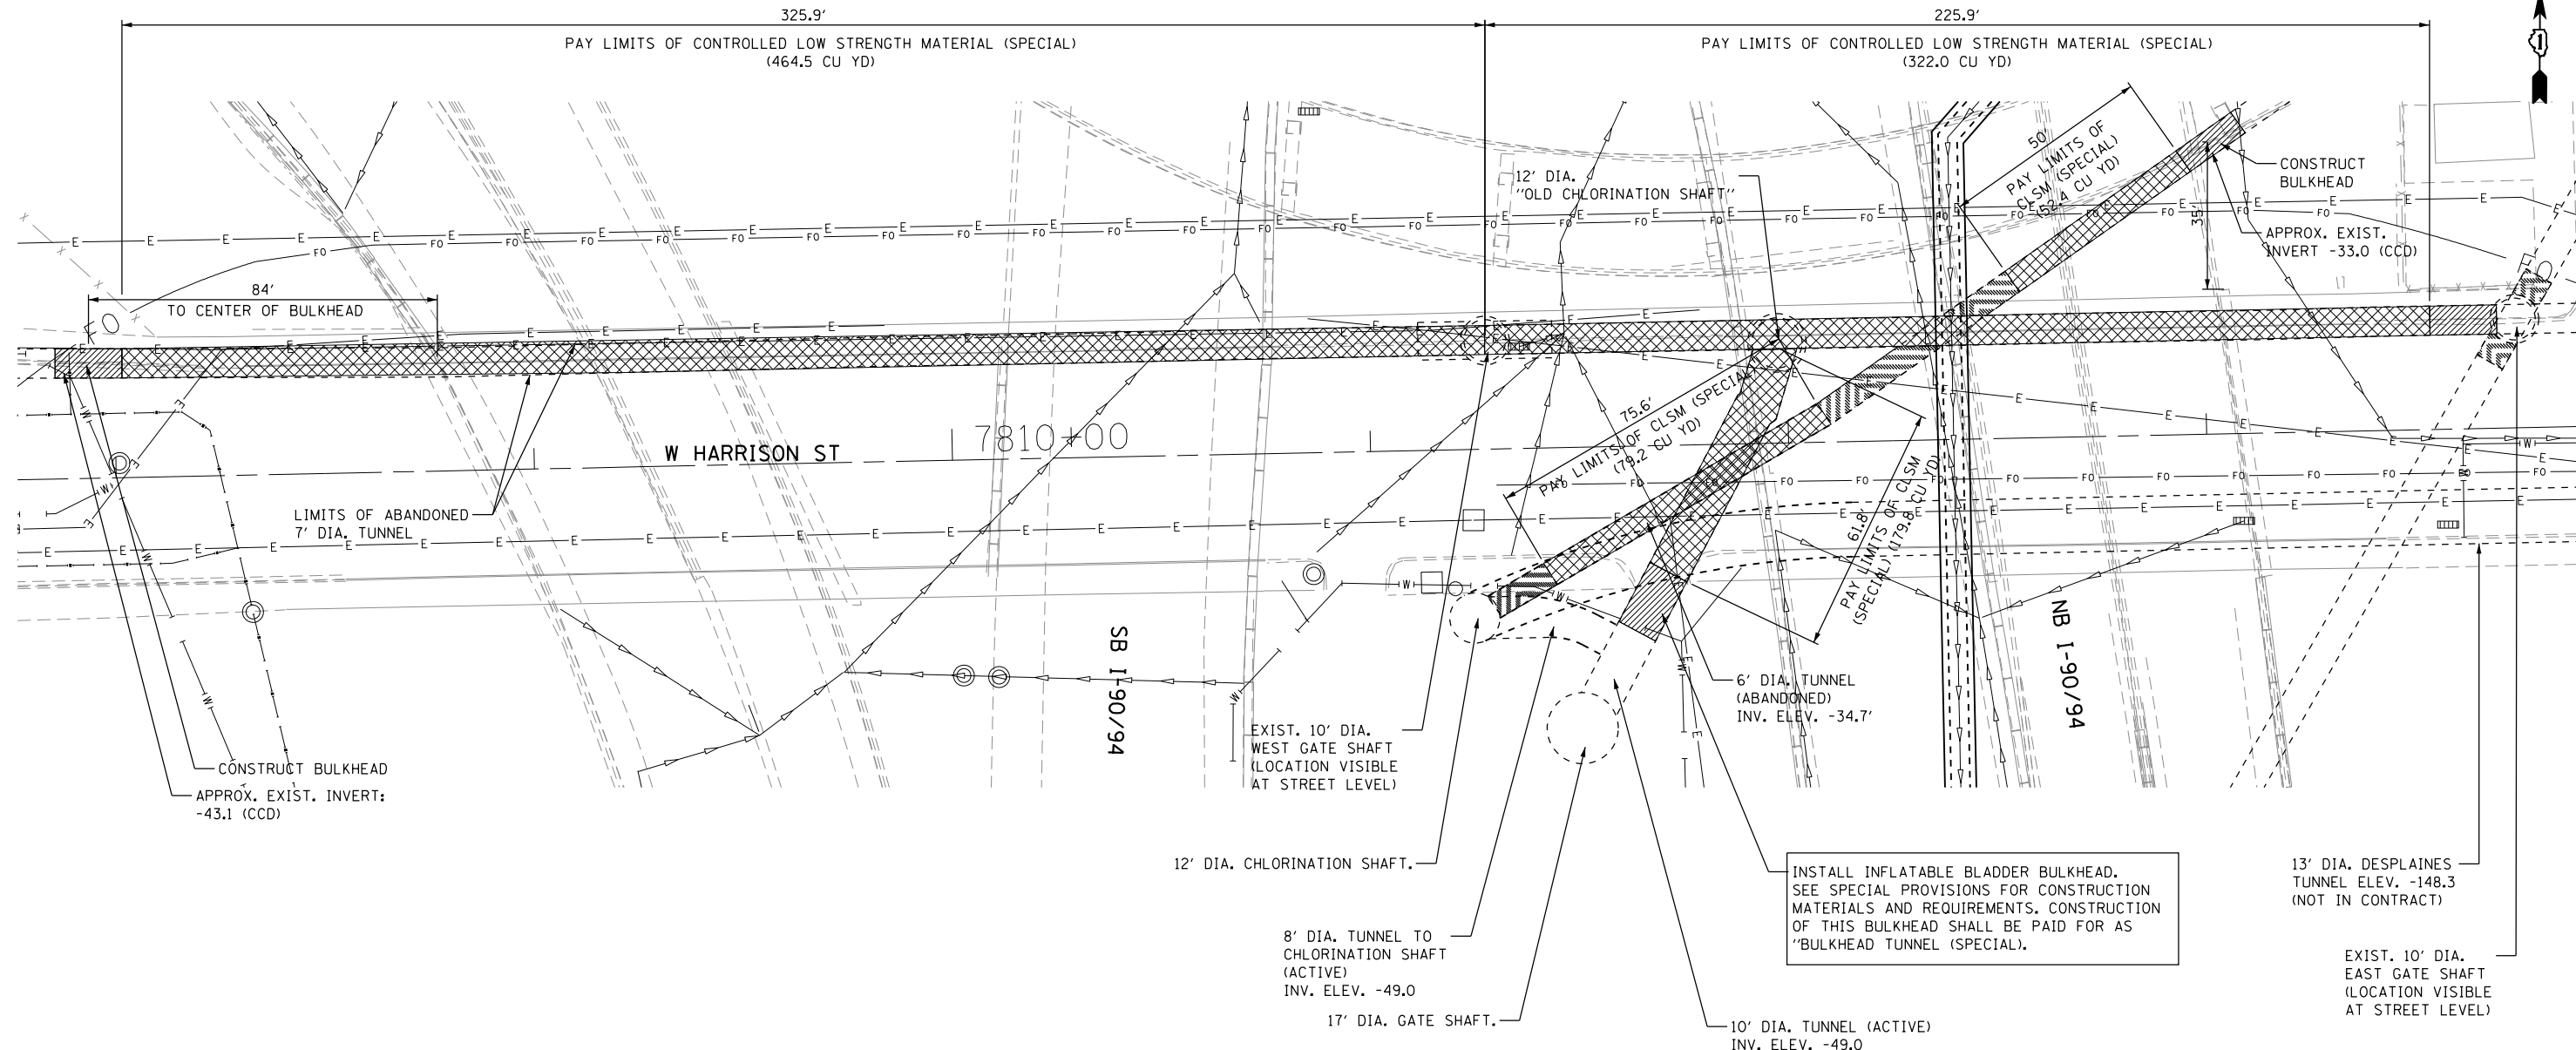 325.9'
PAY LIMITS OF CONTROLLED LOW STRENGTH MATERIAL (SPECIAL)
(464.5 CU YD)
225.9'
PAY LIMITS OF CONTROLLED LOW STRENGTH MATERIAL (SPECIAL)
(322.0 CU YD)
50'
PAY LIMITS OF
CLSM (SPECIAL)
(52.4 CU YD)
CONSTRUCT
BULKHEAD
35'
APPROX. EXIST.
INVERT -33.0 (CCD)
12' DIA.
"OLD CHLORINATION SHAFT"
84'
TO CENTER OF BULKHEAD
7810+00
W HARRISON ST
75.6'
PAY LIMITS OF CLSM (SPECIAL)
(79.2 CU YD)
61.8'
PAY LIMITS OF CLSM
(SPECIAL) (179.8 CU YD)
LIMITS OF ABANDONED
7' DIA. TUNNEL
SB I-90/94
NB I-90/94
6' DIA. TUNNEL
(ABANDONED)
INV. ELEV. -34.7'
EXIST. 10' DIA.
WEST GATE SHAFT
(LOCATION VISIBLE
AT STREET LEVEL)
CONSTRUCT BULKHEAD
APPROX. EXIST. INVERT:
-43.1 (CCD)
12' DIA. CHLORINATION SHAFT.
INSTALL INFLATABLE BLADDER BULKHEAD.
SEE SPECIAL PROVISIONS FOR CONSTRUCTION
MATERIALS AND REQUIREMENTS. CONSTRUCTION
OF THIS BULKHEAD SHALL BE PAID FOR AS
"BULKHEAD TUNNEL (SPECIAL).
13' DIA. DESPLAINES
TUNNEL ELEV. -148.3
(NOT IN CONTRACT)
8' DIA. TUNNEL TO
CHLORINATION SHAFT
(ACTIVE)
INV. ELEV. -49.0
EXIST. 10' DIA.
EAST GATE SHAFT
(LOCATION VISIBLE
AT STREET LEVEL)
17' DIA. GATE SHAFT.
10' DIA. TUNNEL (ACTIVE)
INV. ELEV. -49.0